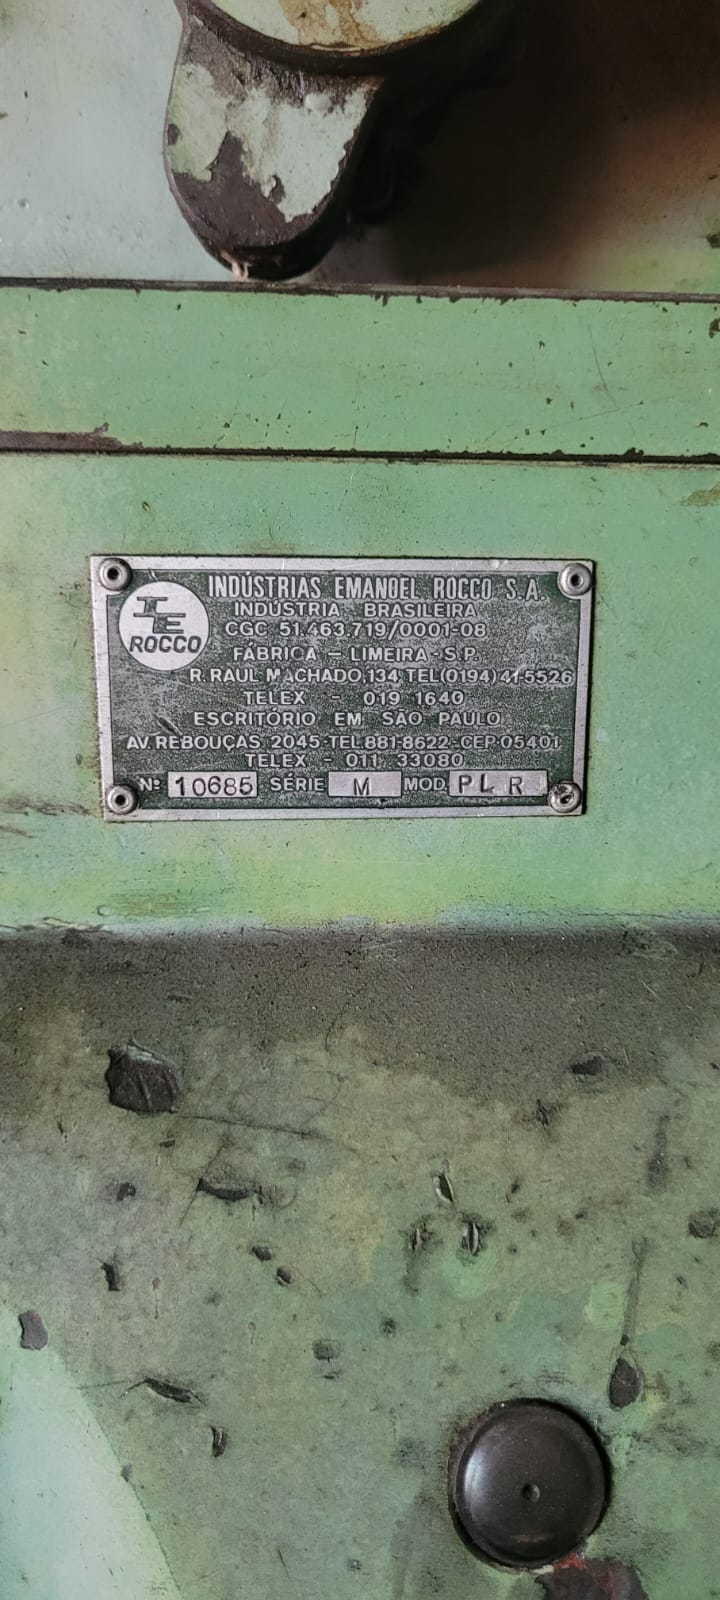 INDÚSTRIAS EMANOEL ROCCO S.A.
INDÚSTRIA BRASILEIRA
CGC 51.463.719/0001-08
IE
ROCCO
FÁBRICA - LIMEIRA - S.P.
R. RAUL MACHADO, 134 TEL (0194) 41-5526
TELEX - 019 1640
ESCRITÓRIO EM SÃO PAULO
AV. REBOUÇAS 2045-TEL 881-8622-CEP 05401
TELEX - 011 33080
Nº 10685 SÉRIE M MOD. PLR